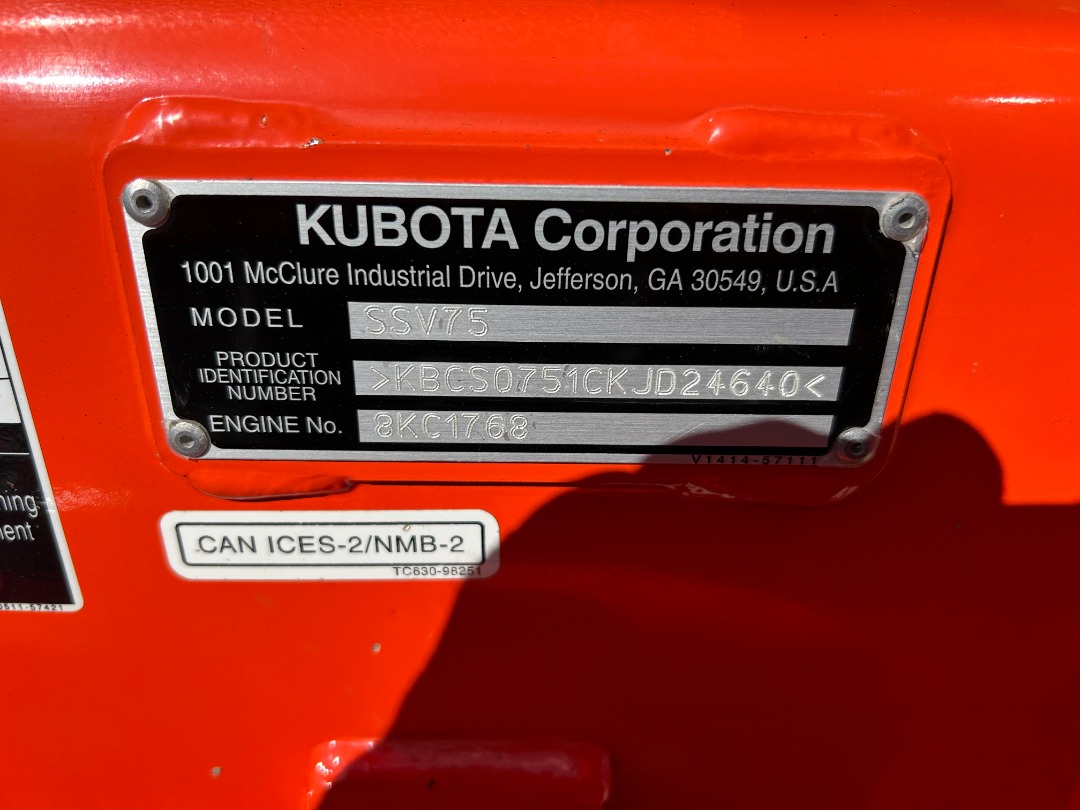 KUBOTA Corporation
1001 McClure Industrial Drive, Jefferson, GA 30549, U.S.A
MODEL SSV75
PRODUCT IDENTIFICATION NUMBER >KBCS0751CKJD24640<
ENGINE No. 8KC1768
V1414-57111
CAN ICES-2/NMB-2
TC630-98251